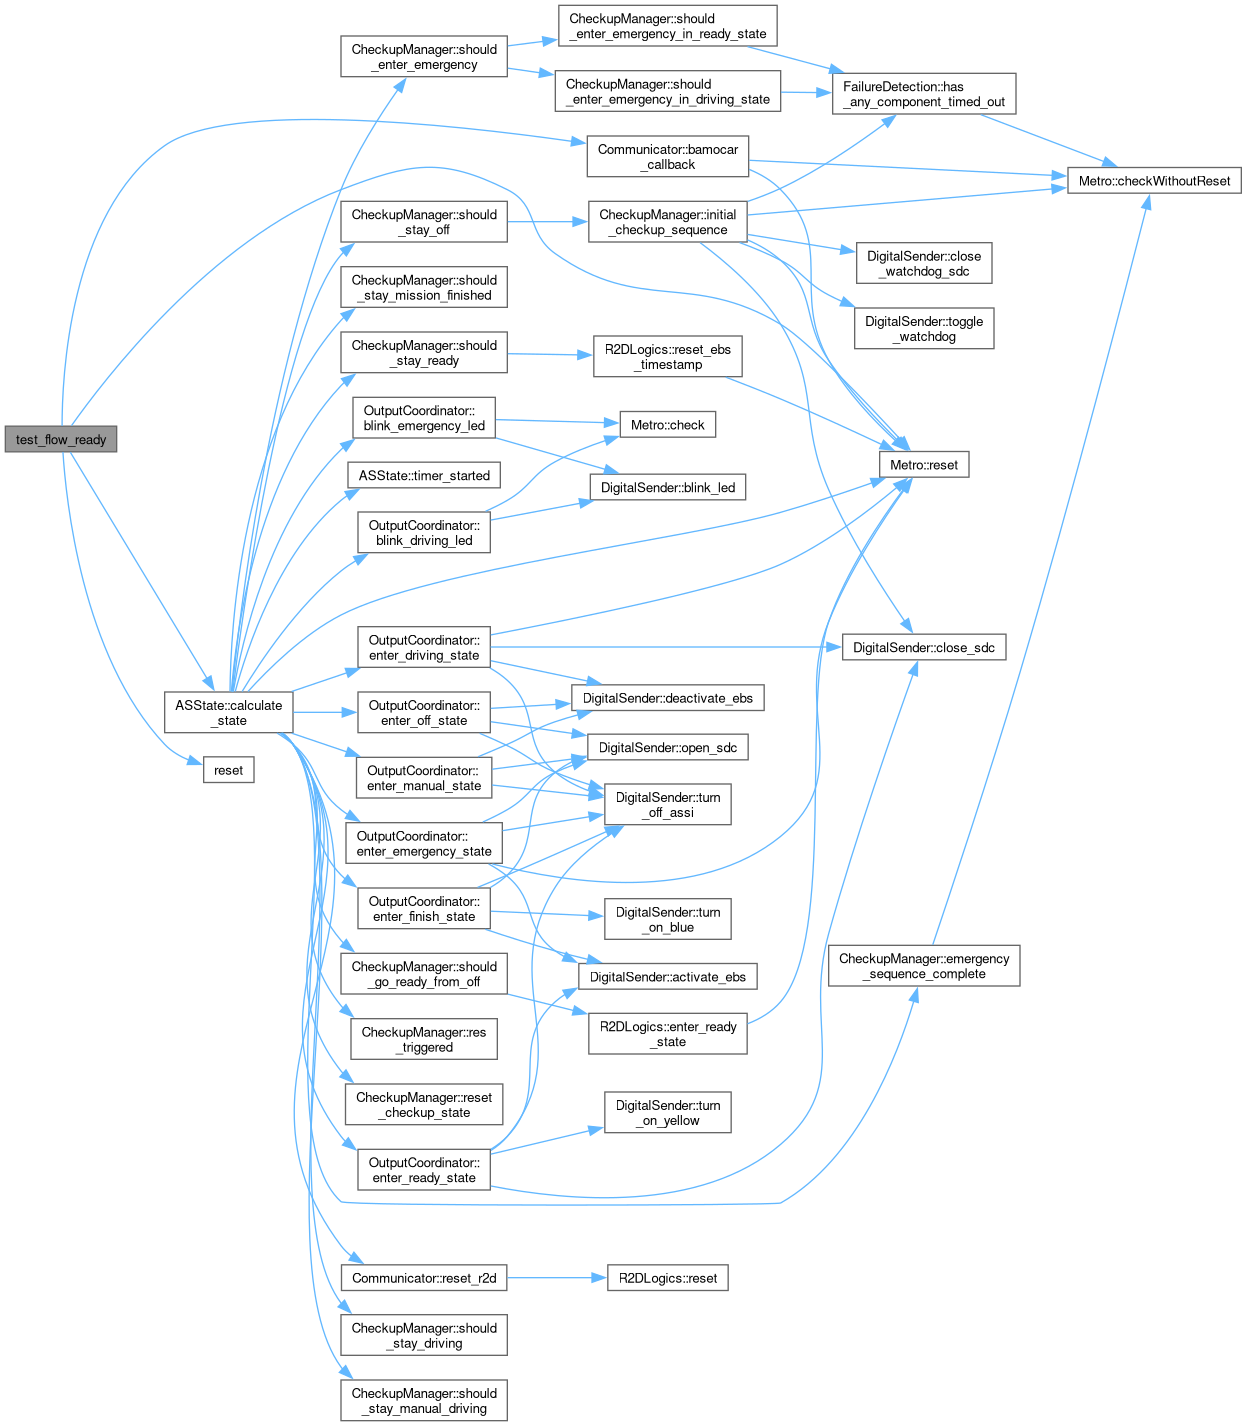 CheckupManager::should
_enter_emergency_in_ready_state
CheckupManager::should
_enter_emergency
CheckupManager::should
_enter_emergency_in_driving_state
FailureDetection::has
_any_component_timed_out
Communicator::bamocar
_callback
Metro::checkWithoutReset
CheckupManager::should
_stay_off
CheckupManager::initial
_checkup_sequence
DigitalSender::close
_watchdog_sdc
CheckupManager::should
_stay_mission_finished
DigitalSender::toggle
_watchdog
CheckupManager::should
_stay_ready
R2DLogics::reset_ebs
_timestamp
OutputCoordinator::
blink_emergency_led
Metro::check
test_flow_ready
ASState::timer_started
DigitalSender::blink_led
Metro::reset
OutputCoordinator::
blink_driving_led
OutputCoordinator::
enter_driving_state
DigitalSender::close_sdc
ASState::calculate
_state
OutputCoordinator::
enter_off_state
DigitalSender::deactivate_ebs
DigitalSender::open_sdc
reset
OutputCoordinator::
enter_manual_state
DigitalSender::turn
_off_assi
OutputCoordinator::
enter_emergency_state
OutputCoordinator::
enter_finish_state
DigitalSender::turn
_on_blue
CheckupManager::should
_go_ready_from_off
DigitalSender::activate_ebs
CheckupManager::emergency
_sequence_complete
CheckupManager::res
_triggered
R2DLogics::enter_ready
_state
CheckupManager::reset
_checkup_state
DigitalSender::turn
_on_yellow
OutputCoordinator::
enter_ready_state
Communicator::reset_r2d
R2DLogics::reset
CheckupManager::should
_stay_driving
CheckupManager::should
_stay_manual_driving